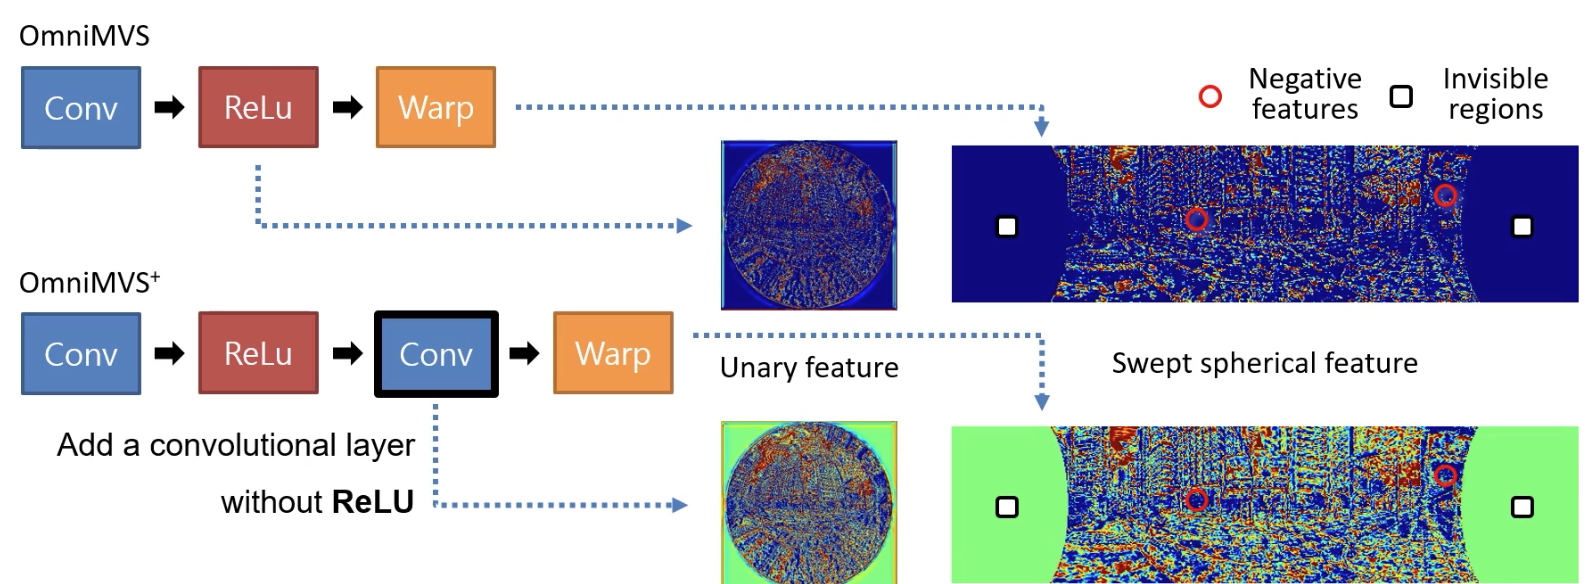 OmniMVS
Conv
ReLu
Warp
Negative
features
Invisible
regions
OmniMVS⁺
Conv
ReLu
Conv
Warp
Unary feature
Swept spherical feature
Add a convolutional layer
without ReLU